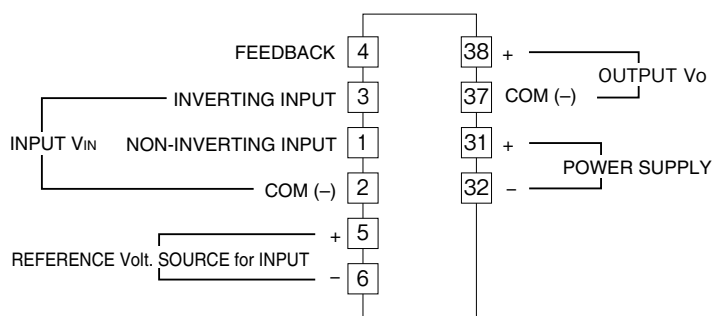 FEEDBACK 4
38 +
OUTPUT Vo
INVERTING INPUT 3
37 COM (–)
INPUT VIN
NON-INVERTING INPUT 1
31 +
POWER SUPPLY
COM (–) 2
32 –
+ 5
REFERENCE Volt. SOURCE for INPUT
– 6